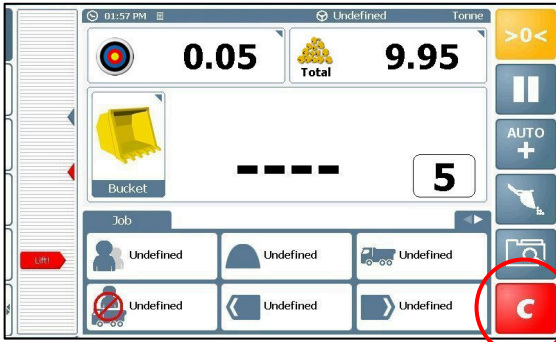 01:57 PM
Undefined
Tonne
>0<
0.05
Total
9.95
AUTO
+
Bucket
----
5
Job
Undefined
Undefined
Undefined
Lift!
Undefined
Undefined
Undefined
C